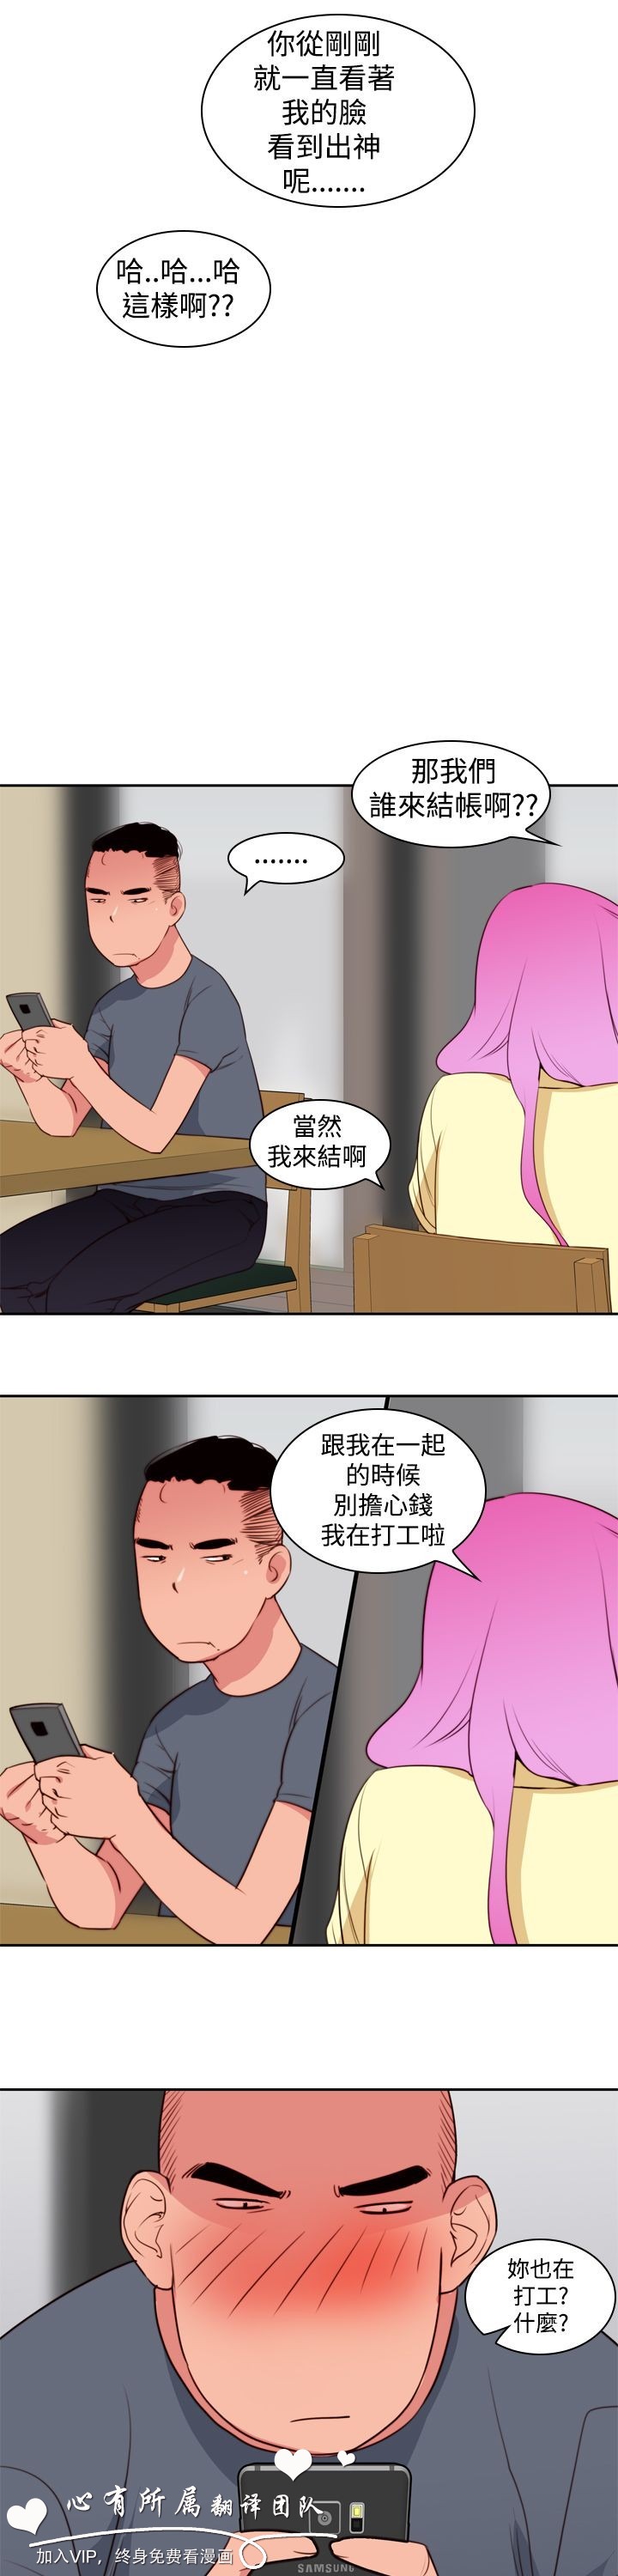 你從剛剛
就一直看著
我的臉
看到出神
呢.......
哈..哈...哈
這樣啊??
那我們
誰來結帳啊??
.......
當然
我來結啊
跟我在一起
的時候
別擔心錢
我在打工啦
妳也在
打工?
什麼?
心有所属翻译团队
加入VIP，终身免费看漫画
SAMSUNG